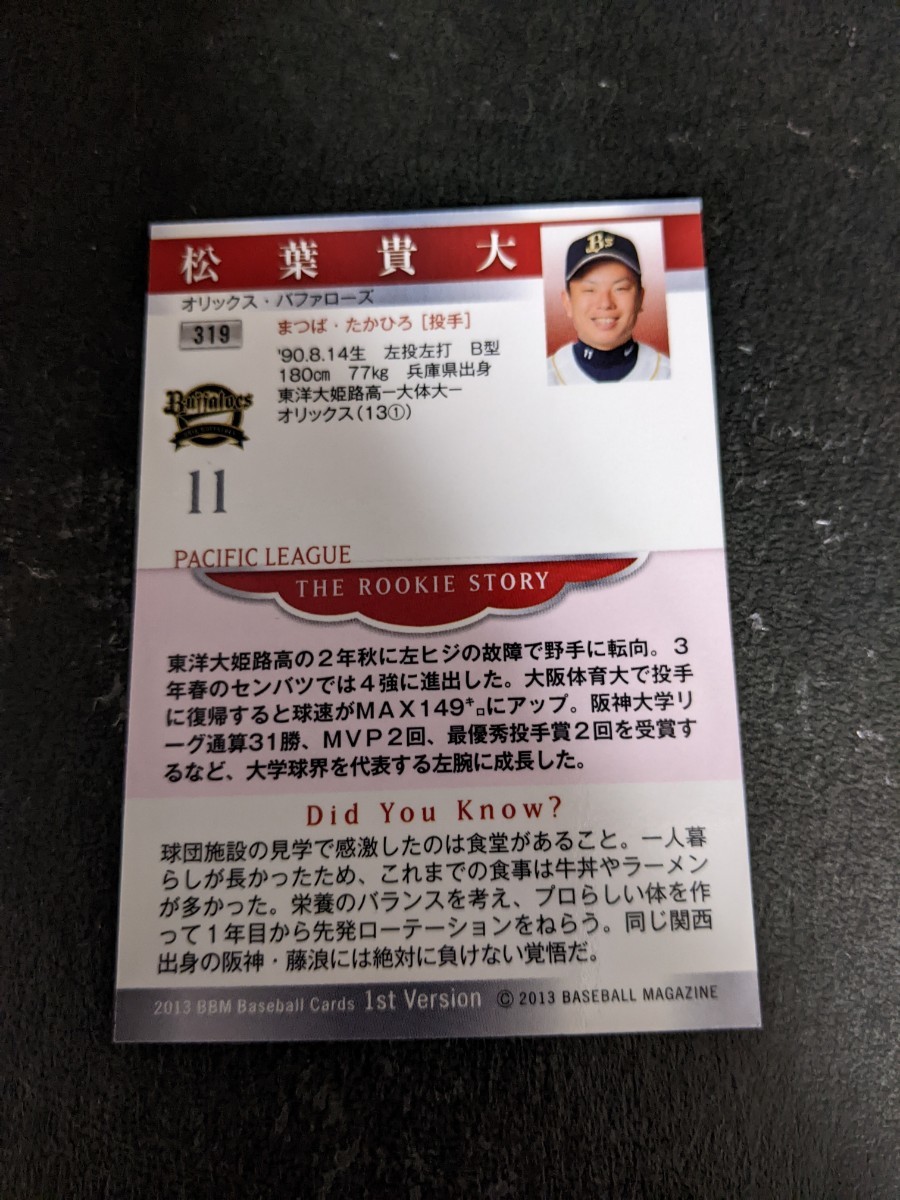 松葉貴大
オリックス・バファローズ
319
まつば・たかひろ [投手]
'90.8.14生 左投左打 B型
180㎝ 77㎏ 兵庫県出身
東洋大姫路高ー大体大ー
オリックス(13①)
Bs
11
Buffaloes
11
PACIFIC LEAGUE
THE ROOKIE STORY
東洋大姫路高の2年秋に左ヒジの故障で野手に転向。3
年春のセンバツでは4強に進出した。大阪体育大で投手
に復帰すると球速がMAX149㌔にアップ。阪神大学リ
ーグ通算31勝、MVP2回、最優秀投手賞2回を受賞す
るなど、大学球界を代表する左腕に成長した。
Did You Know?
球団施設の見学で感激したのは食堂があること。一人暮
らしが長かったため、これまでの食事は牛丼やラーメン
が多かった。栄養のバランスを考え、プロらしい体を作
って1年目から先発ローテーションをねらう。同じ関西
出身の阪神・藤浪には絶対に負けない覚悟だ。
2013 BBM Baseball Cards 1st Version © 2013 BASEBALL MAGAZINE